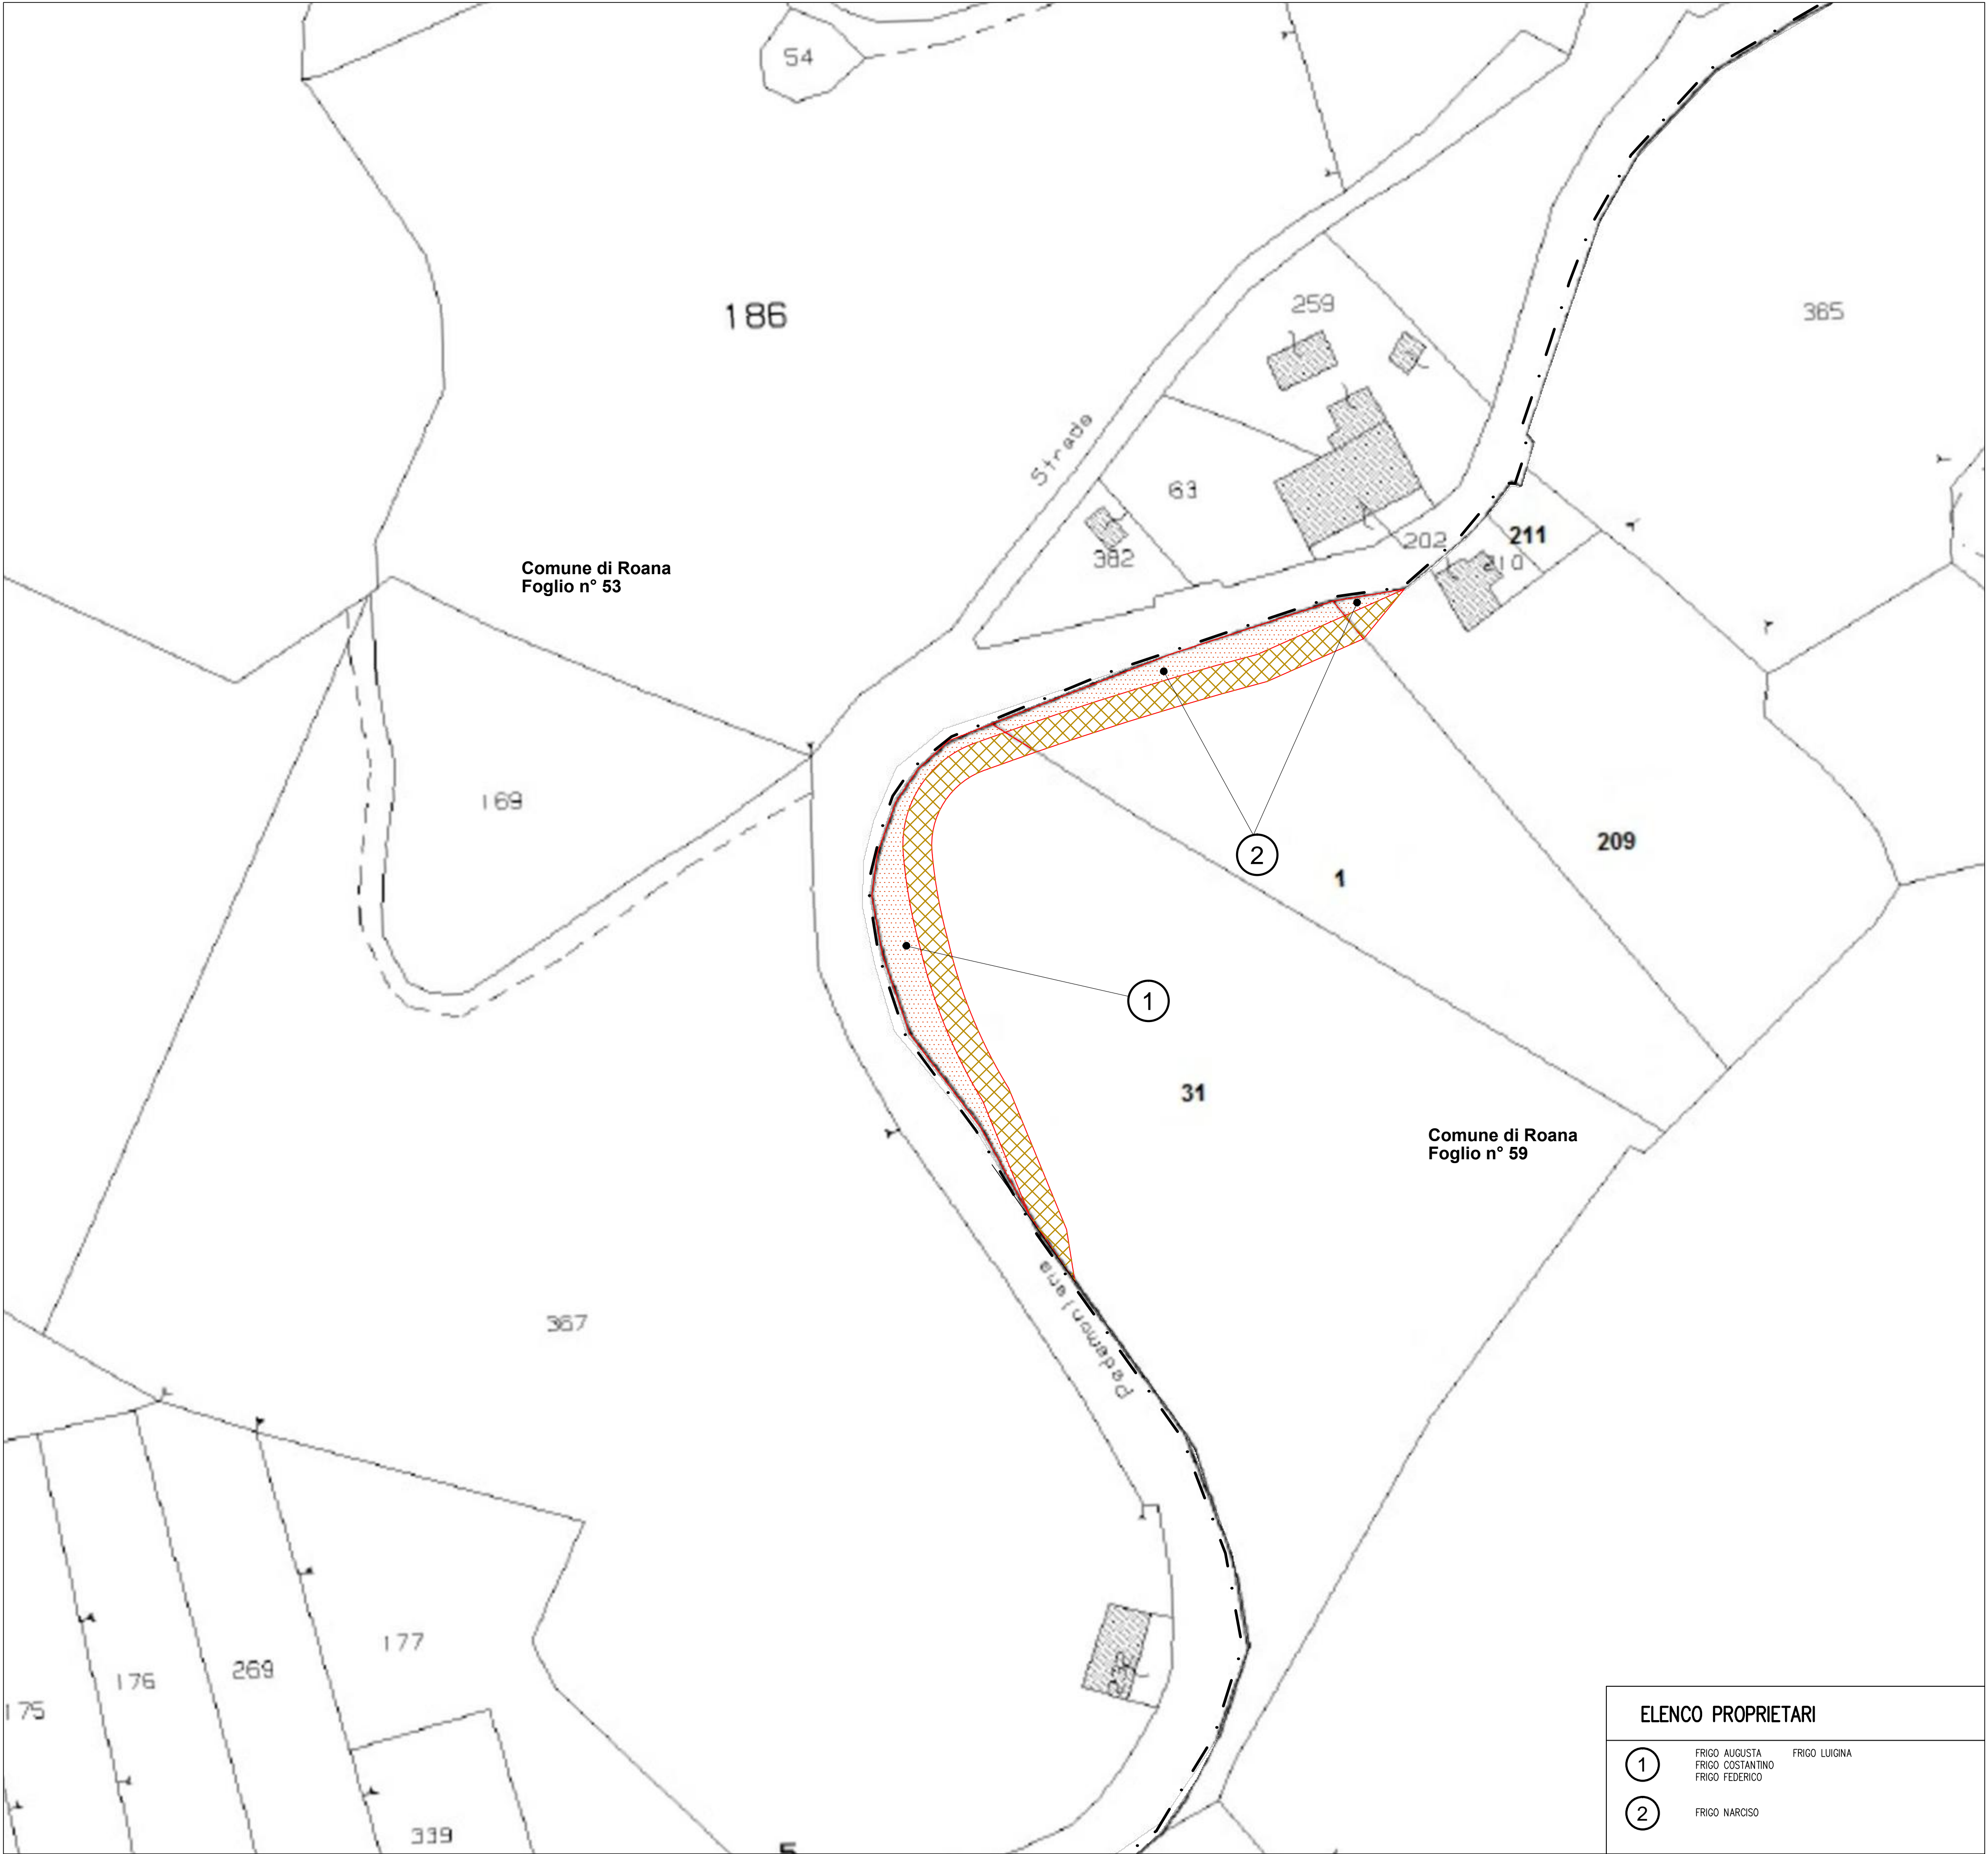 54
186
259
365
Strade
63
382
202
211
210
Comune di Roana
Foglio n° 53
169
209
2
1
1
31
Comune di Roana
Foglio n° 59
Pedemontana
367
177
269
176
175
232
339
5
ELENCO PROPRIETARI
1
FRIGO AUGUSTA FRIGO LUIGINA
FRIGO COSTANTINO
FRIGO FEDERICO
2
FRIGO NARCISO